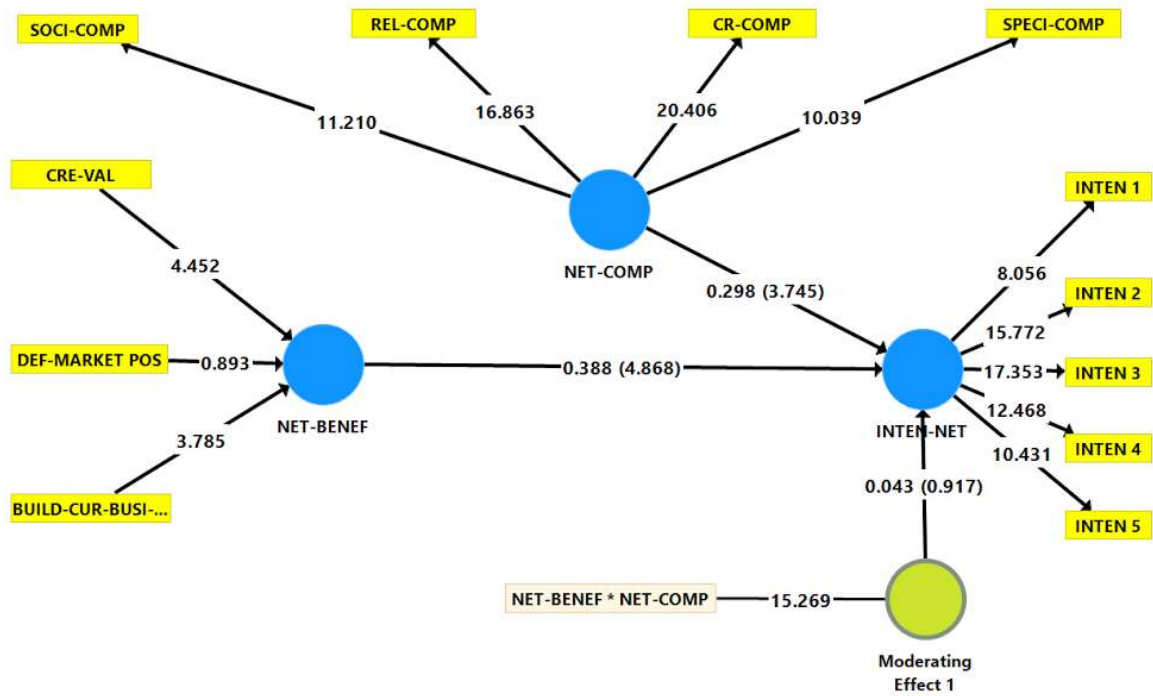 SOCI-COMP
REL-COMP
CR-COMP
SPECI-COMP
11.210
16.863
20.406
10.039
CRE-VAL
INTEN 1
NET-COMP
4.452
8.056
0.298 (3.745)
INTEN 2
15.772
DEF-MARKET POS
0.893
0.388 (4.868)
17.353
INTEN 3
12.468
NET-BENEF
INTEN-NET
INTEN 4
3.785
10.431
0.043 (0.917)
BUILD-CUR-BUSI-...
INTEN 5
NET-BENEF * NET-COMP
15.269
Moderating
Effect 1